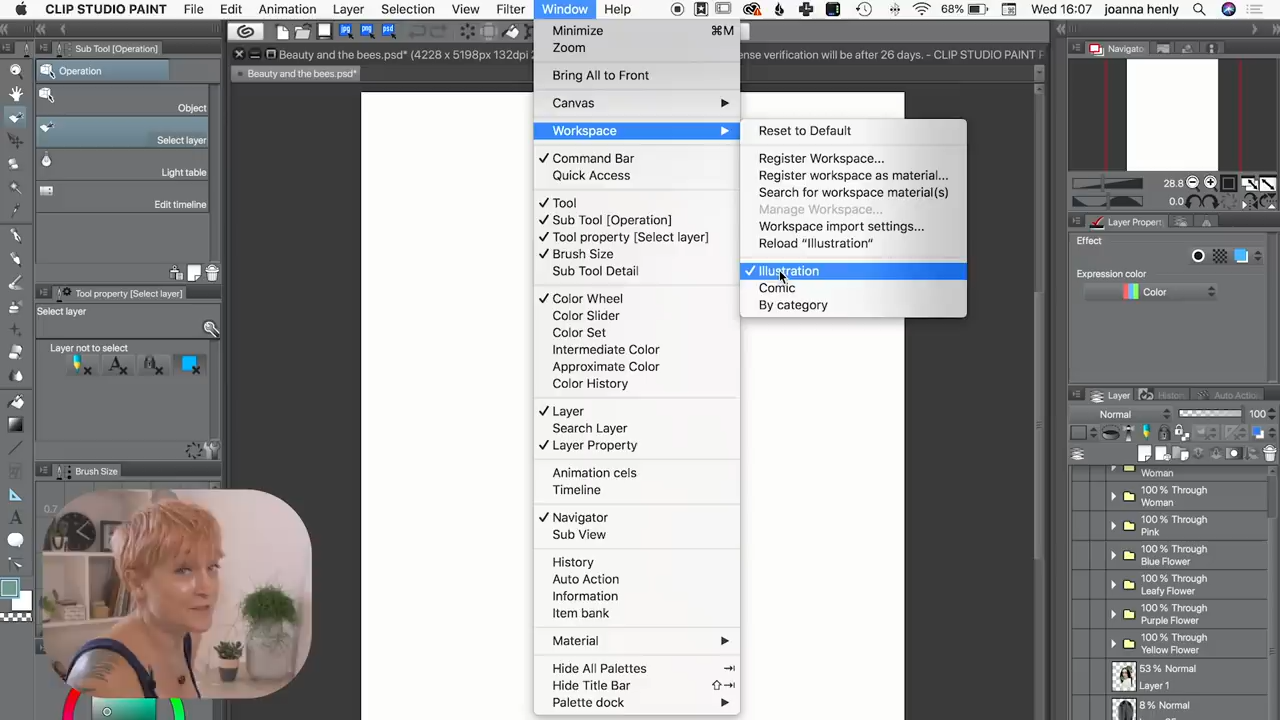 CLIP STUDIO PAINT File Edit Animation Layer Selection View Filter Window Help 68% Wed 16:07 joanna henly
Beauty and the bees.psd* (4228 x 5198px 132dpi
nse verification will be after 26 days. - CLIP STUDIO PAINT
Beauty and the bees.psd*
Sub Tool [Operation]
Operation
Object
Select layer
Light table
Edit timeline
Tool property [Select layer]
Select layer
Layer not to select
Brush Size
0.7
Minimize ⌘M
Zoom
Bring All to Front
Canvas
Workspace
Command Bar
Quick Access
Tool
Sub Tool [Operation]
Tool property [Select layer]
Brush Size
Sub Tool Detail
Color Wheel
Color Slider
Color Set
Intermediate Color
Approximate Color
Color History
Layer
Search Layer
Layer Property
Animation cels
Timeline
Navigator
Sub View
History
Auto Action
Information
Item bank
Material
Hide All Palettes
Hide Title Bar
Palette dock
Reset to Default
Register Workspace...
Register workspace as material...
Search for workspace material(s)
Manage Workspace...
Workspace import settings...
Reload “Illustration”
Illustration
Comic
By category
Navigato
28.8
0.0
Layer Propert
Effect
Expression color
Color
Layer Histor Auto Actio
Normal 100
Woman
100 % Through
Woman
100 % Through
Pink
100 % Through
Blue Flower
100 % Through
Leafy Flower
100 % Through
Purple Flower
100 % Through
Yellow Flower
53 % Normal
Layer 1
8 % Normal